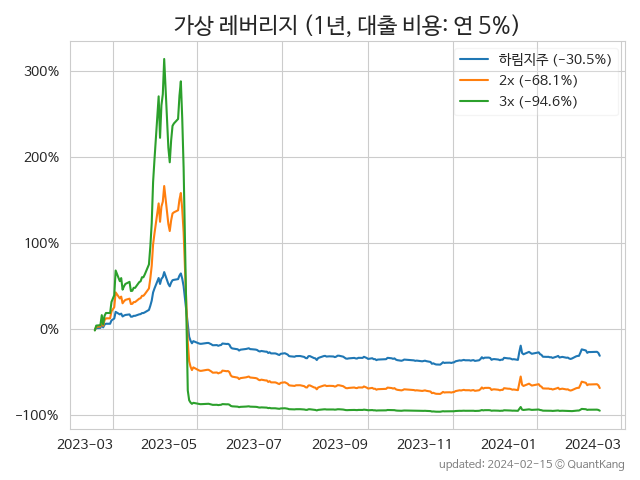 가상 레버리지 (1년, 대출 비용: 연 5%)
하림지주 (-30.5%)
2x (-68.1%)
3x (-94.6%)
300%
200%
100%
0%
-100%
2023-03 2023-05 2023-07 2023-09 2023-11 2024-01 2024-03
updated: 2024-02-15 © QuantKang